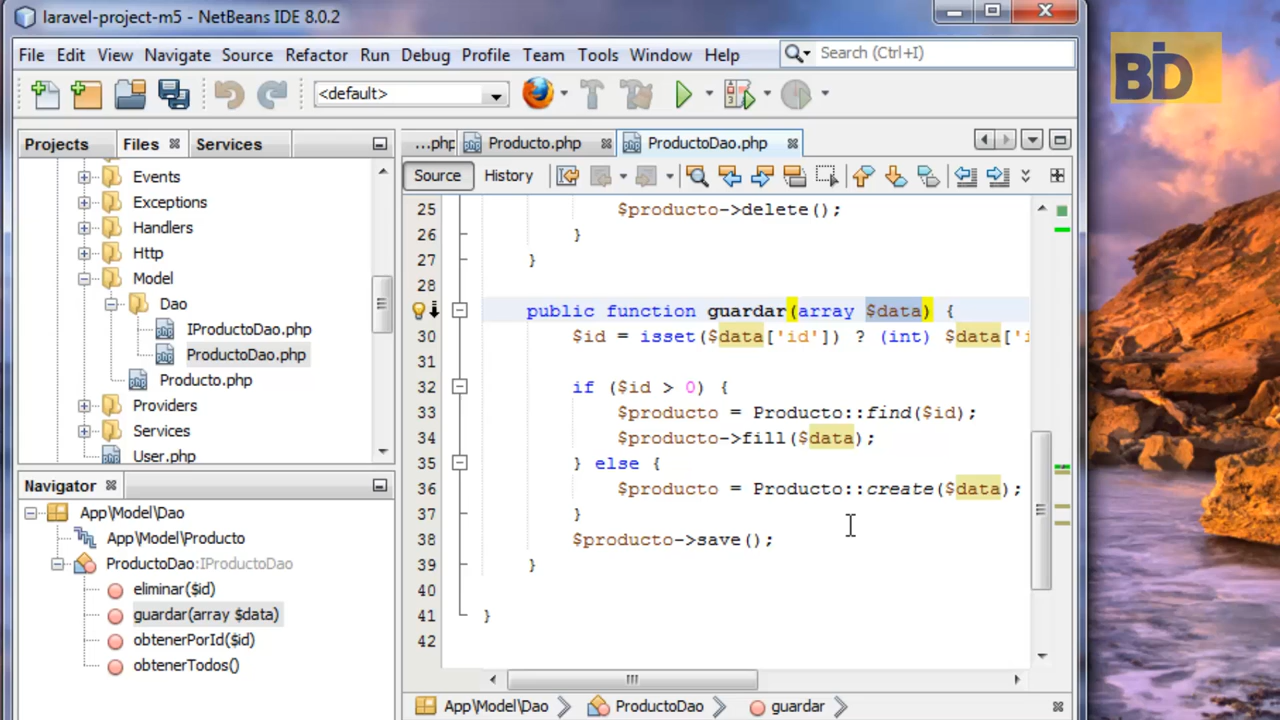 laravel-project-m5 - NetBeans IDE 8.0.2
File Edit View Navigate Source Refactor Run Debug Profile Team Tools Window Help
Search (Ctrl+I)
BID
<default>
Projects Files Services
...php Producto.php ProductoDao.php
Source History
Events
Exceptions
Handlers
Http
Model
Dao
IProductoDao.php
ProductoDao.php
Producto.php
Providers
Services
User.php
Navigator
App\Model\Dao
App\Model\Producto
ProductoDao:IProductoDao
eliminar($id)
guardar(array $data)
obtenerPorId($id)
obtenerTodos()
25 $producto->delete();
26 }
27 }
28
public function guardar(array $data) {
30 $id = isset($data['id']) ? (int) $data['i
31
32 if ($id > 0) {
33 $producto = Producto::find($id);
34 $producto->fill($data);
35 } else {
36 $producto = Producto::create($data);
37 }
38 $producto->save();
39 }
40
41 }
42
App\Model\Dao ProductoDao guardar